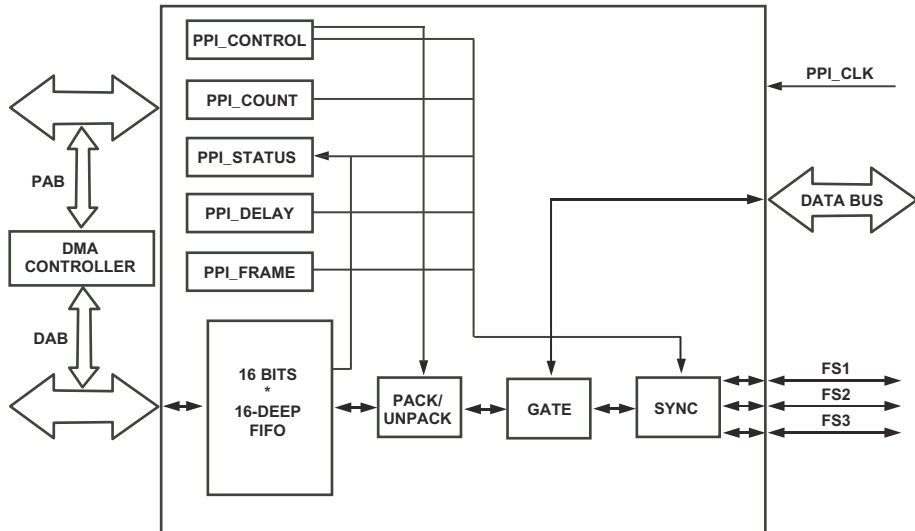 PPI_CONTROL
PPI_COUNT
PPI_STATUS
PPI_DELAY
PPI_FRAME
PAB
DMA
CONTROLLER
DAB
16 BITS
*
16-DEEP
FIFO
PACK/
UNPACK
GATE
SYNC
PPI_CLK
DATA BUS
FS1
FS2
FS3